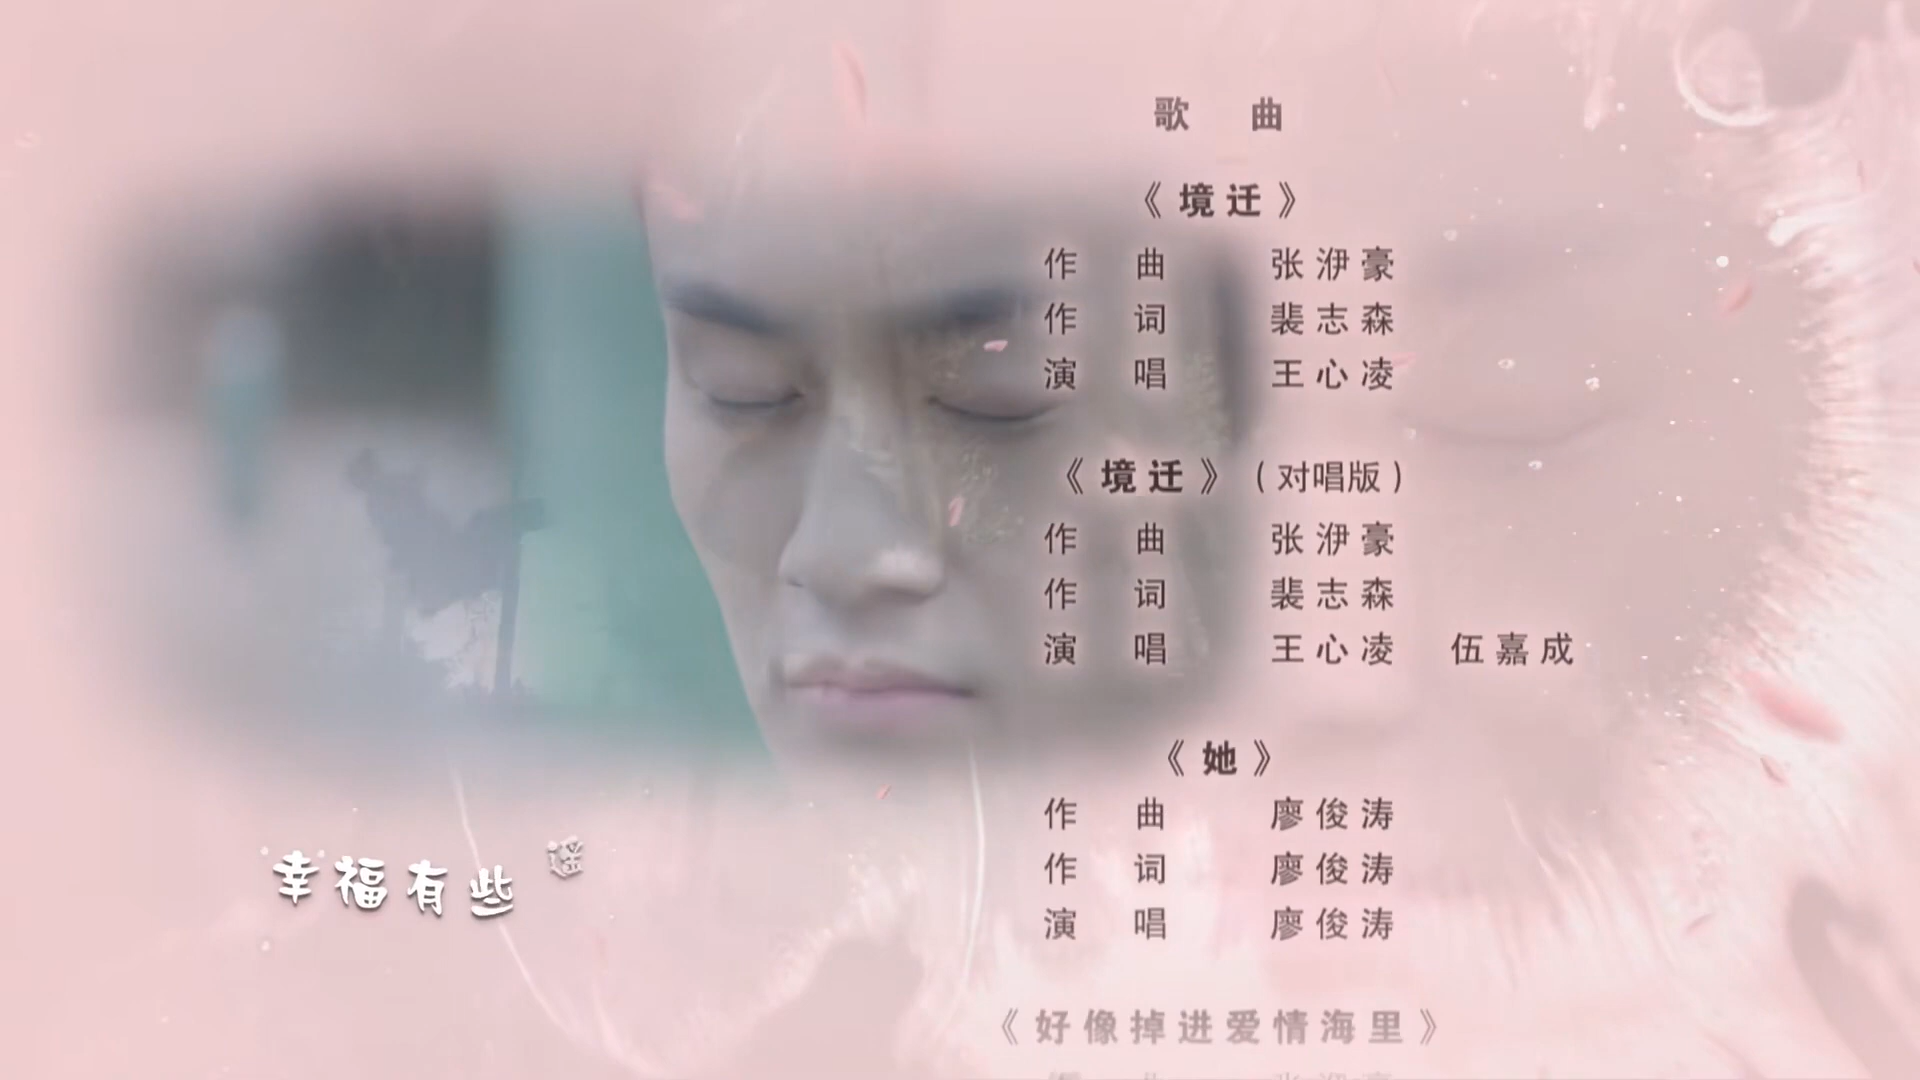 歌 曲
《境迁》
作 曲 张洢豪
作 词 裴志森
演 唱 王心凌
《境迁》(对唱版)
作 曲 张洢豪
作 词 裴志森
演 唱 王心凌 伍嘉成
《她》
作 曲 廖俊涛
作 词 廖俊涛
演 唱 廖俊涛
《好像掉进爱情海里》
幸福有些遥